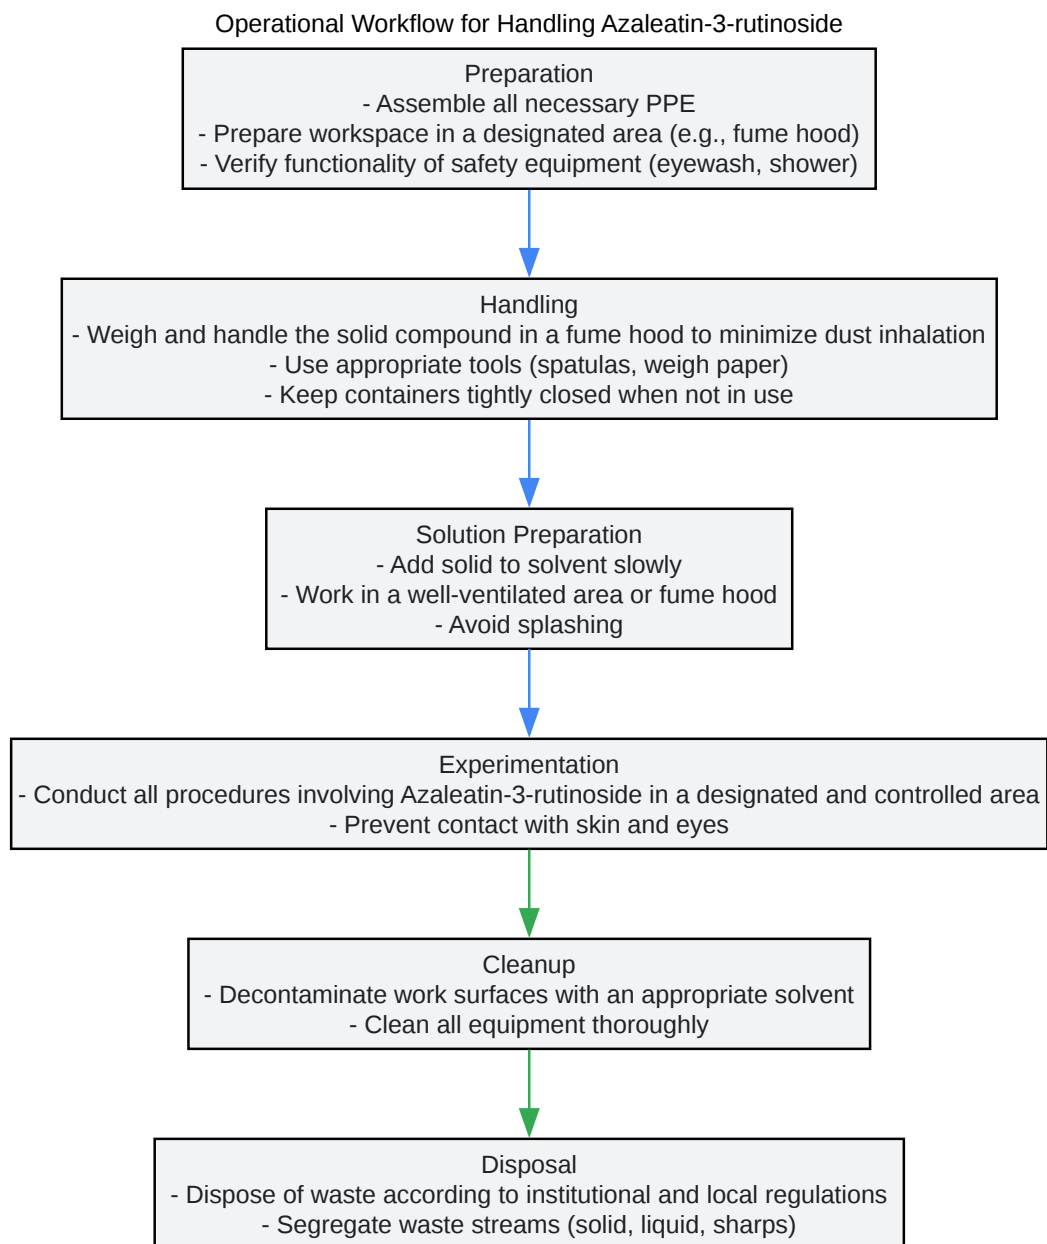 Operational Workflow for Handling Azaleatin-3-rutinoside
Preparation
- Assemble all necessary PPE
- Prepare workspace in a designated area (e.g., fume hood)
- Verify functionality of safety equipment (eyewash, shower)
Handling
- Weigh and handle the solid compound in a fume hood to minimize dust inhalation
- Use appropriate tools (spatulas, weigh paper)
- Keep containers tightly closed when not in use
Solution Preparation
- Add solid to solvent slowly
- Work in a well-ventilated area or fume hood
- Avoid splashing
Experimentation
- Conduct all procedures involving Azaleatin-3-rutinoside in a designated and controlled area
- Prevent contact with skin and eyes
Cleanup
- Decontaminate work surfaces with an appropriate solvent
- Clean all equipment thoroughly
Disposal
- Dispose of waste according to institutional and local regulations
- Segregate waste streams (solid, liquid, sharps)